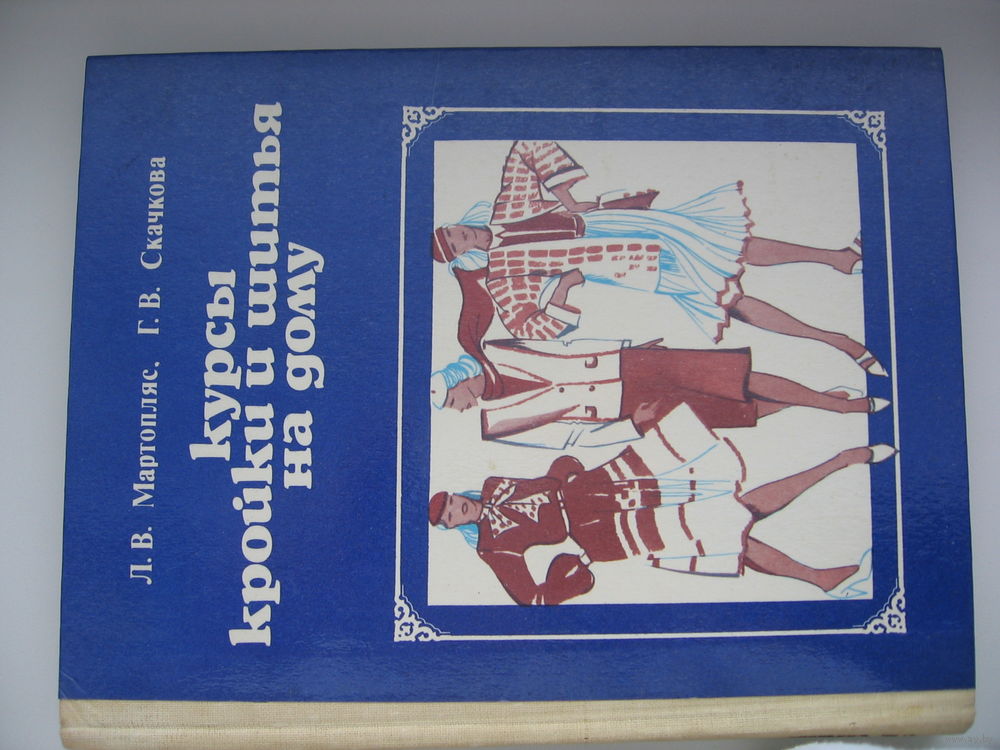 Л. В. Мартопляс, Г. В. Скачкова
курсы
кройки и шитья
на дому